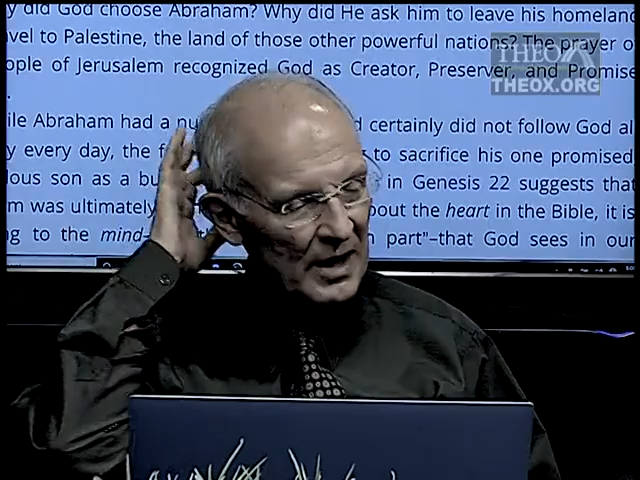 y did God choose Abraham? Why did He ask him to leave his homeland
vel to Palestine, the land of those other powerful nations? The prayer o
ople of Jerusalem recognized God as Creator, Preserver, and Promise
THEOX
THEOX.ORG
ile Abraham had a nu d certainly did not follow God al
y every day, the f to sacrifice his one promised
ous son as a bu in Genesis 22 suggests that
m was ultimately bout the heart in the Bible, it is
ng to the mind— the n part"–that God sees in our